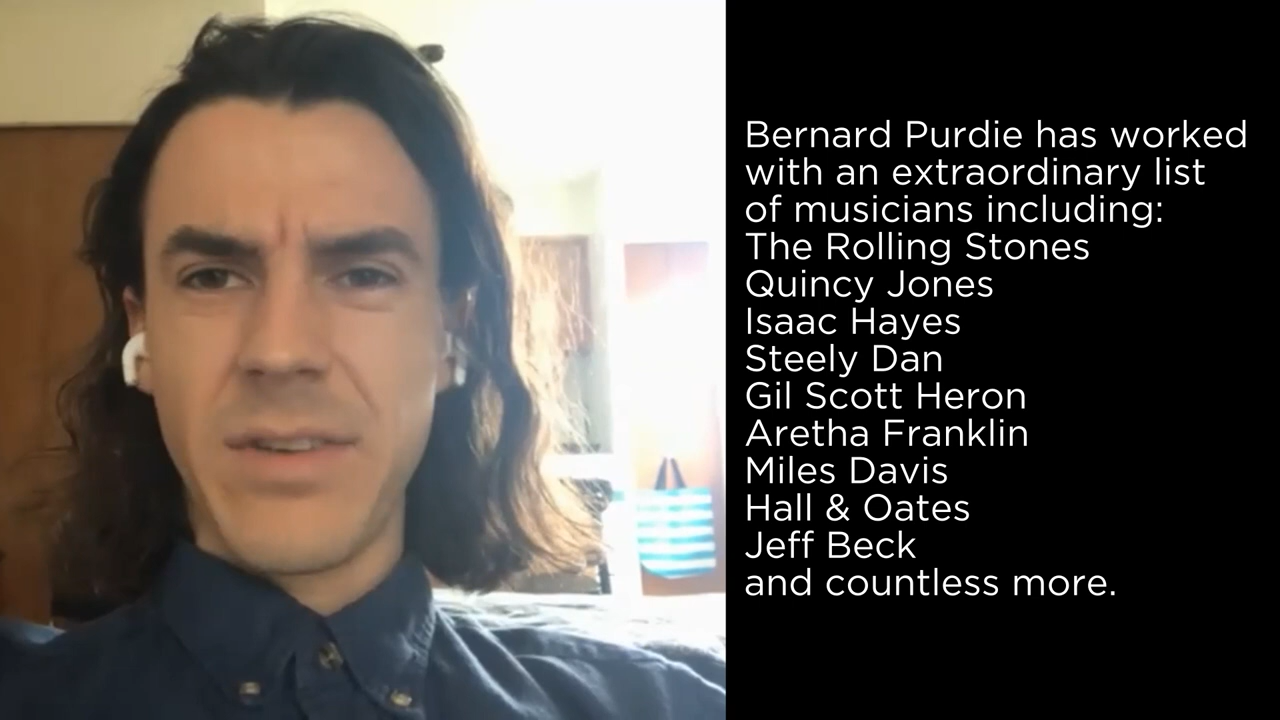 Bernard Purdie has worked
with an extraordinary list
of musicians including:
The Rolling Stones
Quincy Jones
Isaac Hayes
Steely Dan
Gil Scott Heron
Aretha Franklin
Miles Davis
Hall & Oates
Jeff Beck
and countless more.